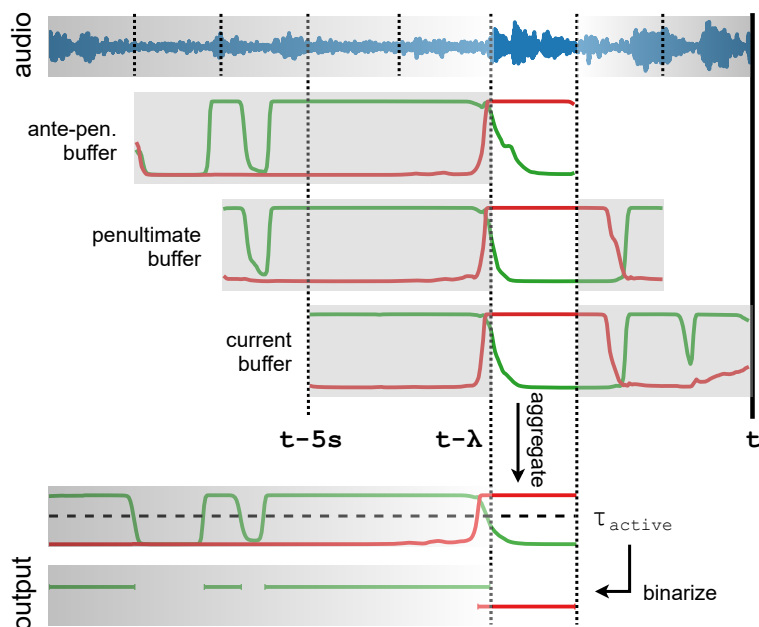 audio
ante-pen.
buffer
penultimate
buffer
current
buffer
t-5s
t-λ
t
aggregate
τactive
binarize
output